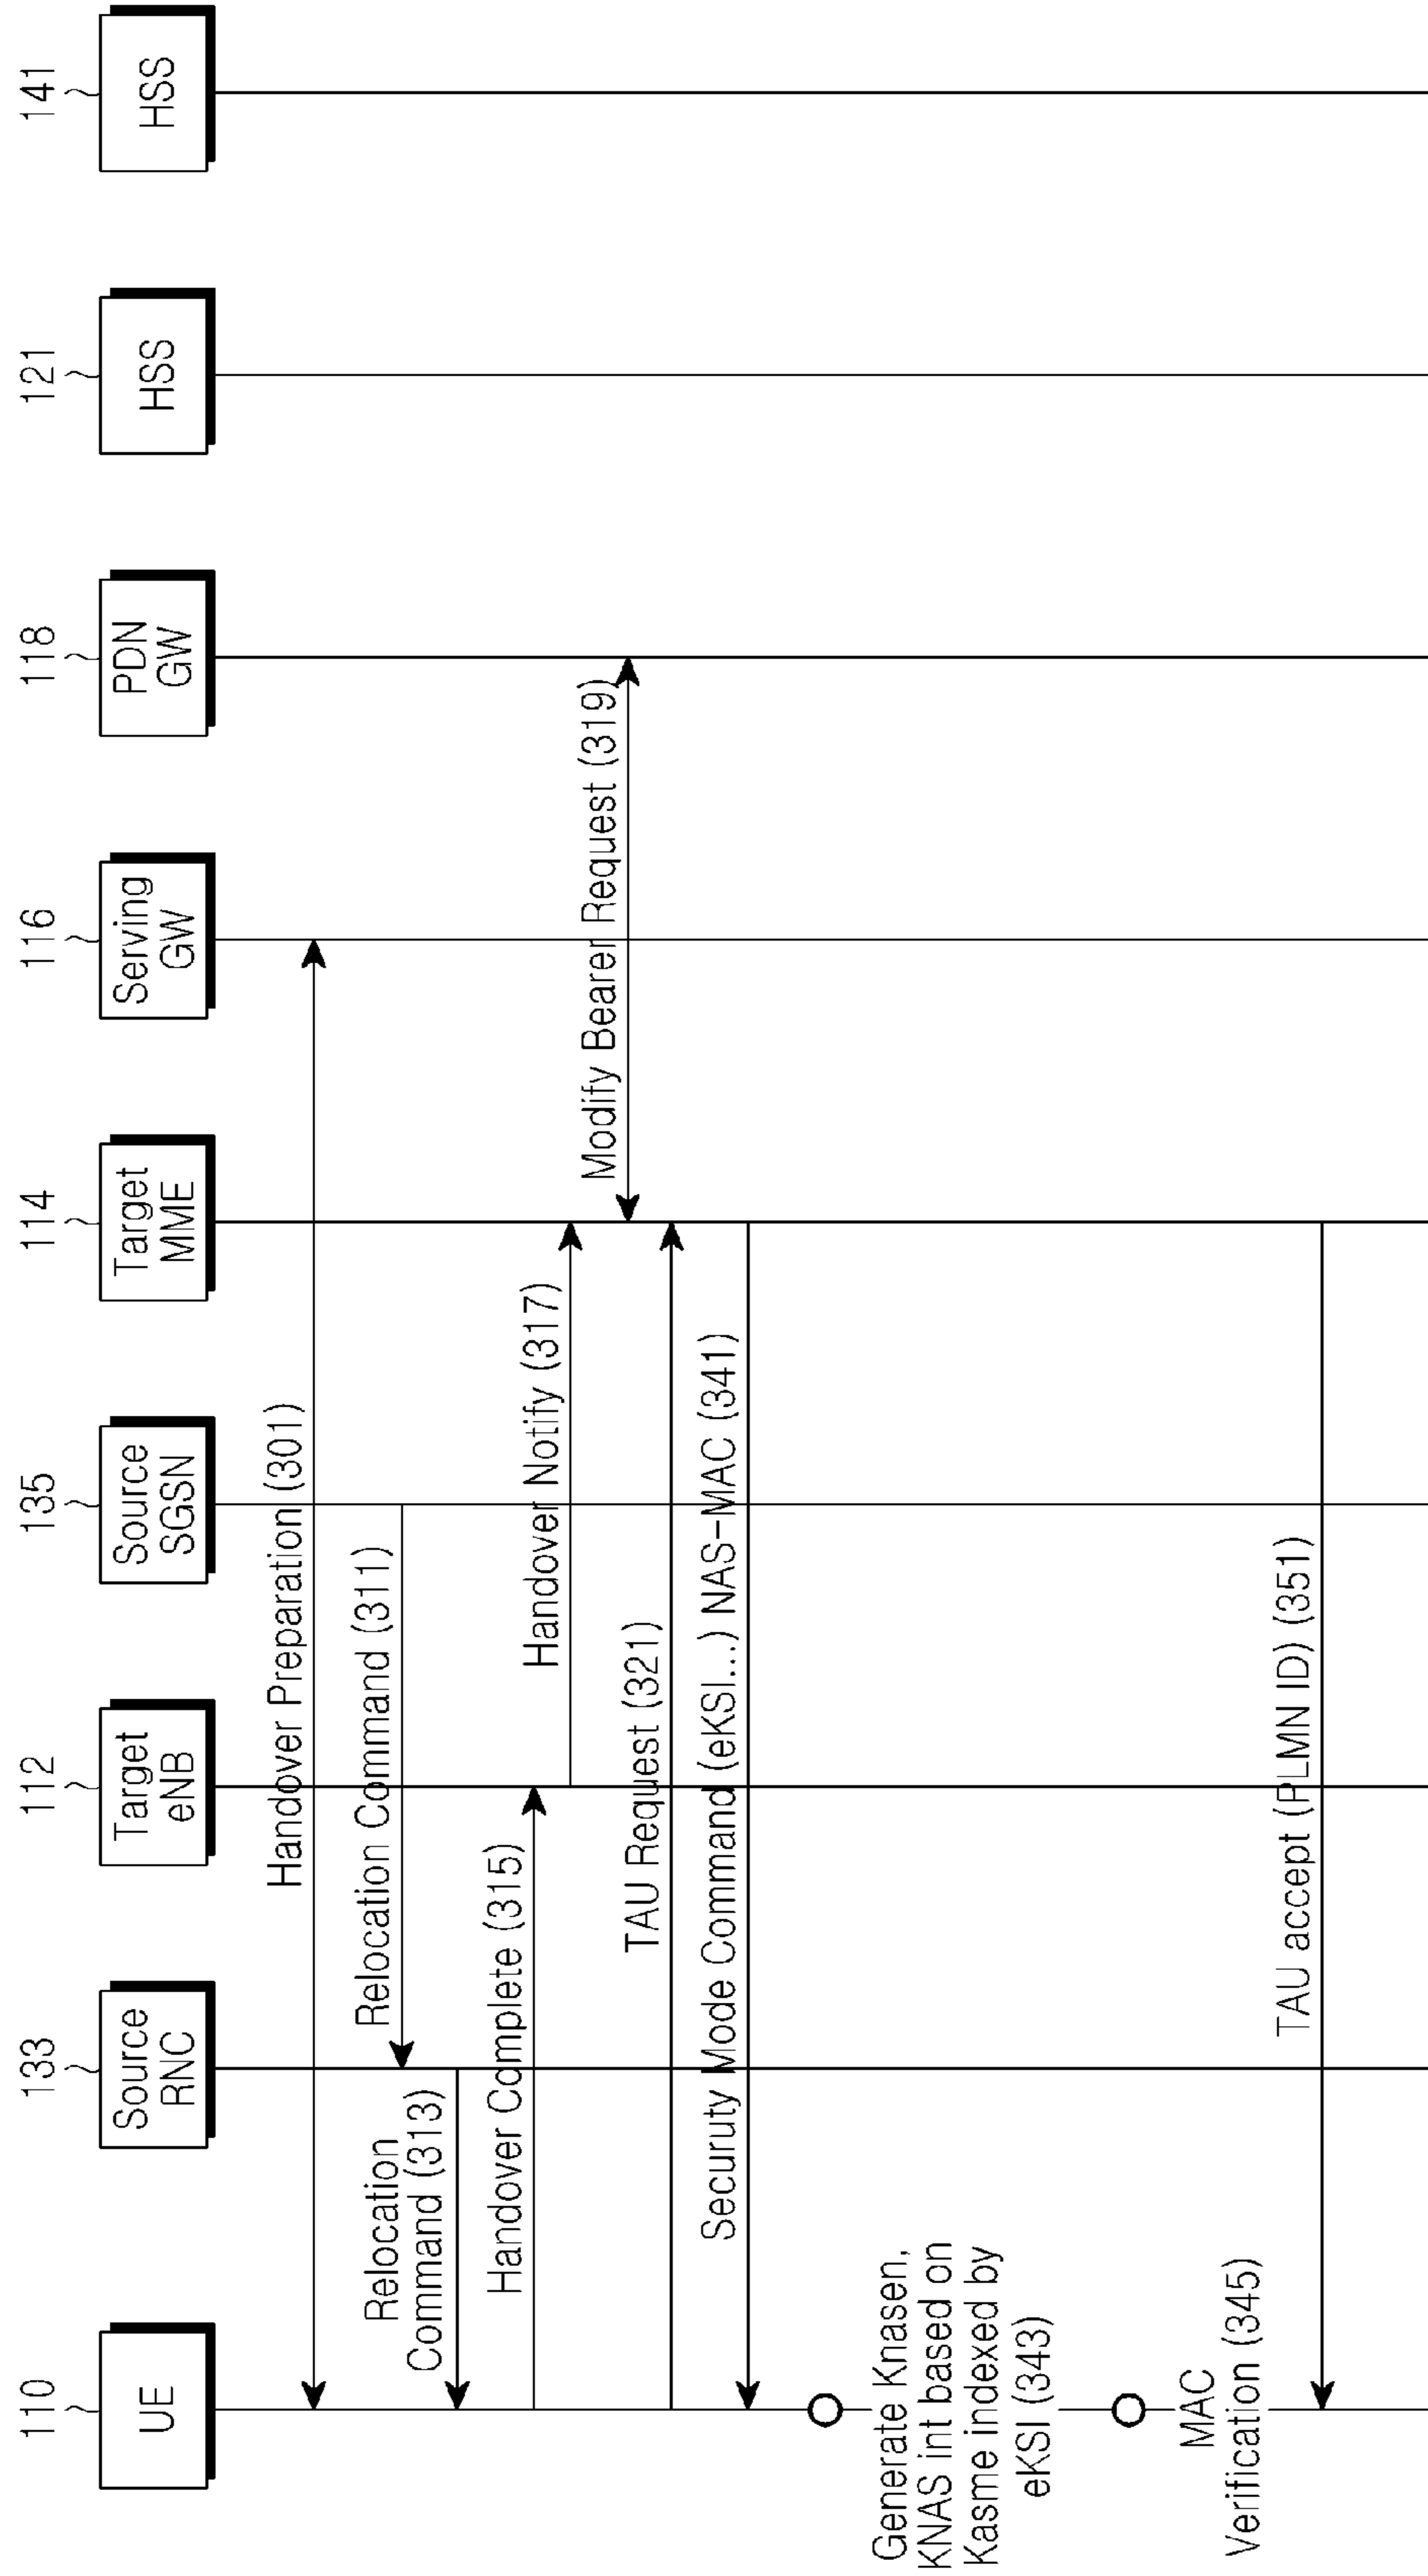 110
133
112
135
114
116
118
121
141
UE
Source
RNC
Target
eNB
Source
SGSN
Target
MME
Serving
GW
PDN
GW
HSS
HSS
Handover Preparation (301)
Relocation Command (311)
Relocation
Command (313)
Handover Complete (315)
Handover Notify (317)
Modify Bearer Request (319)
TAU Request (321)
Securuty Mode Command (eKSI...) NAS-MAC (341)
Generate Knasen,
KNAS int based on
Kasme indexed by
eKSI (343)
MAC
Verification (345)
TAU accept (PLMN ID) (351)